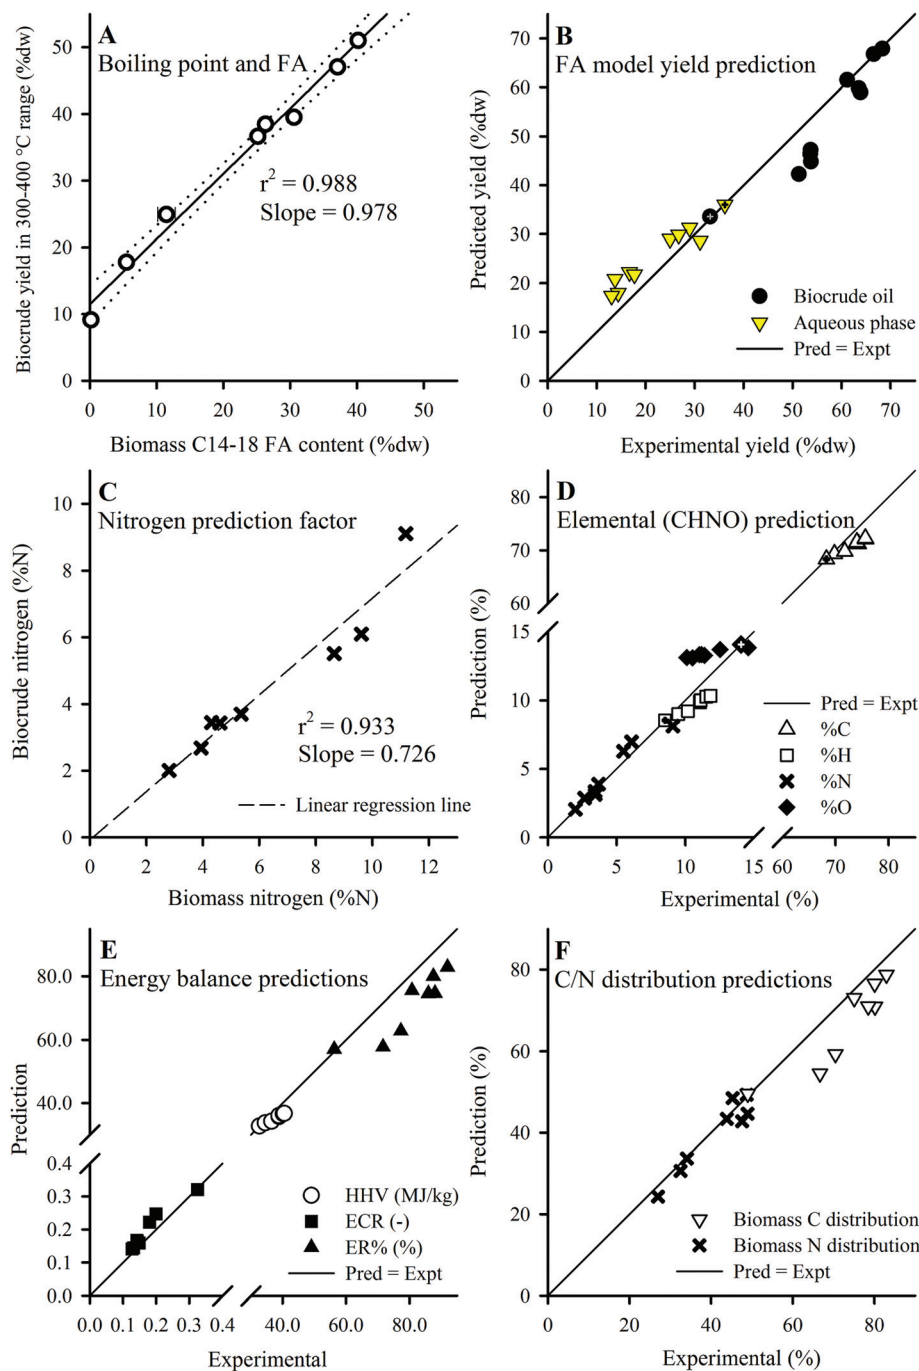 A
Boiling point and FA
r² = 0.988
Slope = 0.978
Biocrude yield in 300-400 °C range (%dw)
50
40
30
20
10
0
0 10 20 30 40 50
Biomass C14-18 FA content (%dw)
B
FA model yield prediction
Predicted yield (%dw)
70
60
50
40
30
20
10
0
Biocrude oil
Aqueous phase
Pred = Expt
0 10 20 30 40 50 60 70
Experimental yield (%dw)
C
Nitrogen prediction factor
Biocrude nitrogen (%N)
10
8
6
4
2
0
r² = 0.933
Slope = 0.726
Linear regression line
0 2 4 6 8 10 12
Biomass nitrogen (%N)
D
Elemental (CHNO) prediction
Prediction (%)
80
70
60
15
10
5
0
Pred = Expt
%C
%H
%N
%O
0 5 10 15 60 70 80
Experimental (%)
E
Energy balance predictions
Prediction
80.0
60.0
40.0
0.4
0.3
0.2
0.1
0.0
HHV (MJ/kg)
ECR (-)
ER% (%)
Pred = Expt
0.0 0.1 0.2 0.3 40.0 80.0
Experimental
F
C/N distribution predictions
Prediction (%)
80
60
40
20
0
Biomass C distribution
Biomass N distribution
Pred = Expt
0 20 40 60 80
Experimental (%)